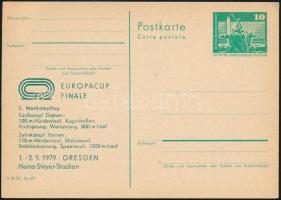 Absender:
Postkarte
Carte postale
10
Postleitzahl
Straße und Hausnummer oder Postfach
bzw. Postschließfach
EUROPACUP
FINALE
2. Wettkampftag:
Fünfkampf Damen:
100-m-Hürdenlauf, Kugelstoßen,
Hochsprung, Weitsprung, 800-m-Lauf
Zehnkampf Herren:
110-m-Hürdenlauf, Diskuswurf,
Stabhochsprung, Speerwurf, 1500-m-Lauf
1. - 2. 9. 1979 - DRESDEN
Heinz-Steyer-Stadion
Postleitzahl
Straße und Hausnummer oder Postfach bzw. Postschließfach